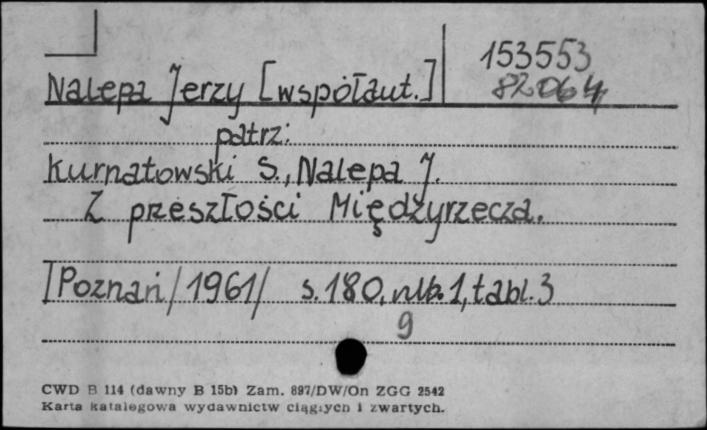 153553
Nalepa Jerzy [współaut.] 82064
patrz:
Kurnatowski S., Nalepa J.
Z przeszłości Międzyrzecza.
[Poznań/1961/ s.180, nlb.1, tabl.3
9
CWD B 114 (dawny B 15b) Zam. 897/DW/On ZGG 2542
Karta katalogowa wydawnictw ciągłych i zwartych.